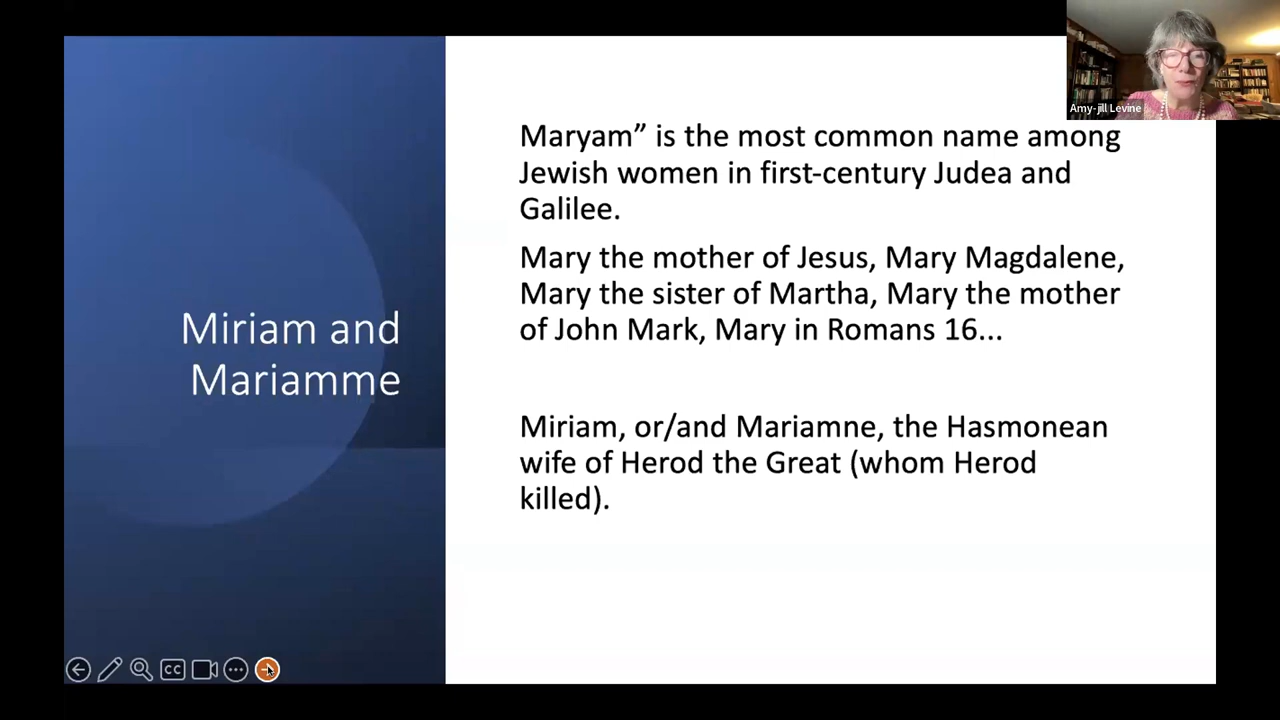 Amy-jill Levine
Miriam and
Mariamme
Maryam” is the most common name among
Jewish women in first-century Judea and
Galilee.
Mary the mother of Jesus, Mary Magdalene,
Mary the sister of Martha, Mary the mother
of John Mark, Mary in Romans 16...
Miriam, or/and Mariamne, the Hasmonean
wife of Herod the Great (whom Herod
killed).
CC